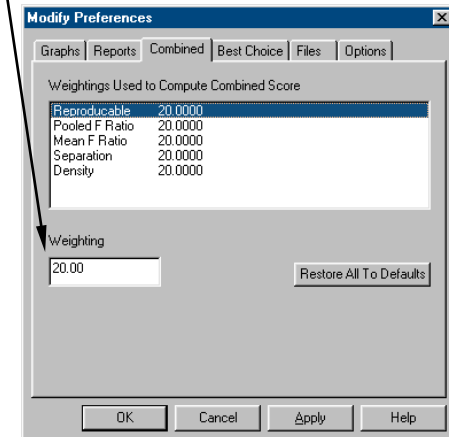 Modify Preferences
Graphs Reports Combined Best Choice Files Options
Weightings Used to Compute Combined Score
Reproducable 20.0000
Pooled F Ratio 20.0000
Mean F Ratio 20.0000
Separation 20.0000
Density 20.0000
Weighting
20.00
Restore All To Defaults
OK Cancel Apply Help